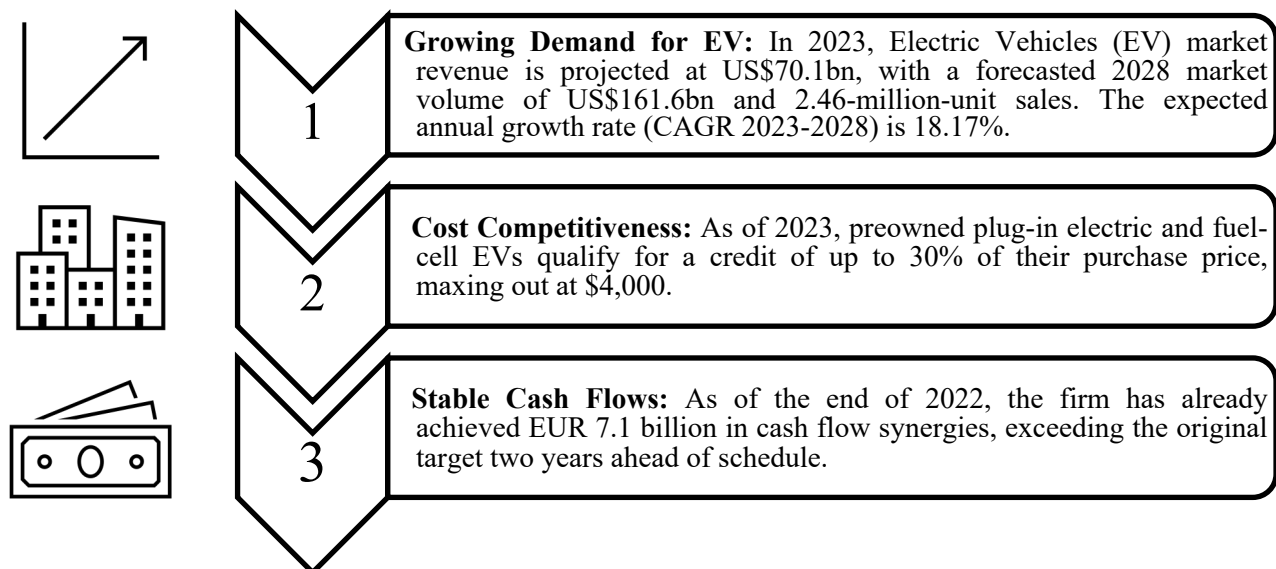 1
Growing Demand for EV: In 2023, Electric Vehicles (EV) market
revenue is projected at US$70.1bn, with a forecasted 2028 market
volume of US$161.6bn and 2.46-million-unit sales. The expected
annual growth rate (CAGR 2023-2028) is 18.17%.
2
Cost Competitiveness: As of 2023, preowned plug-in electric and fuel-
cell EVs qualify for a credit of up to 30% of their purchase price,
maxing out at $4,000.
3
Stable Cash Flows: As of the end of 2022, the firm has already
achieved EUR 7.1 billion in cash flow synergies, exceeding the original
target two years ahead of schedule.